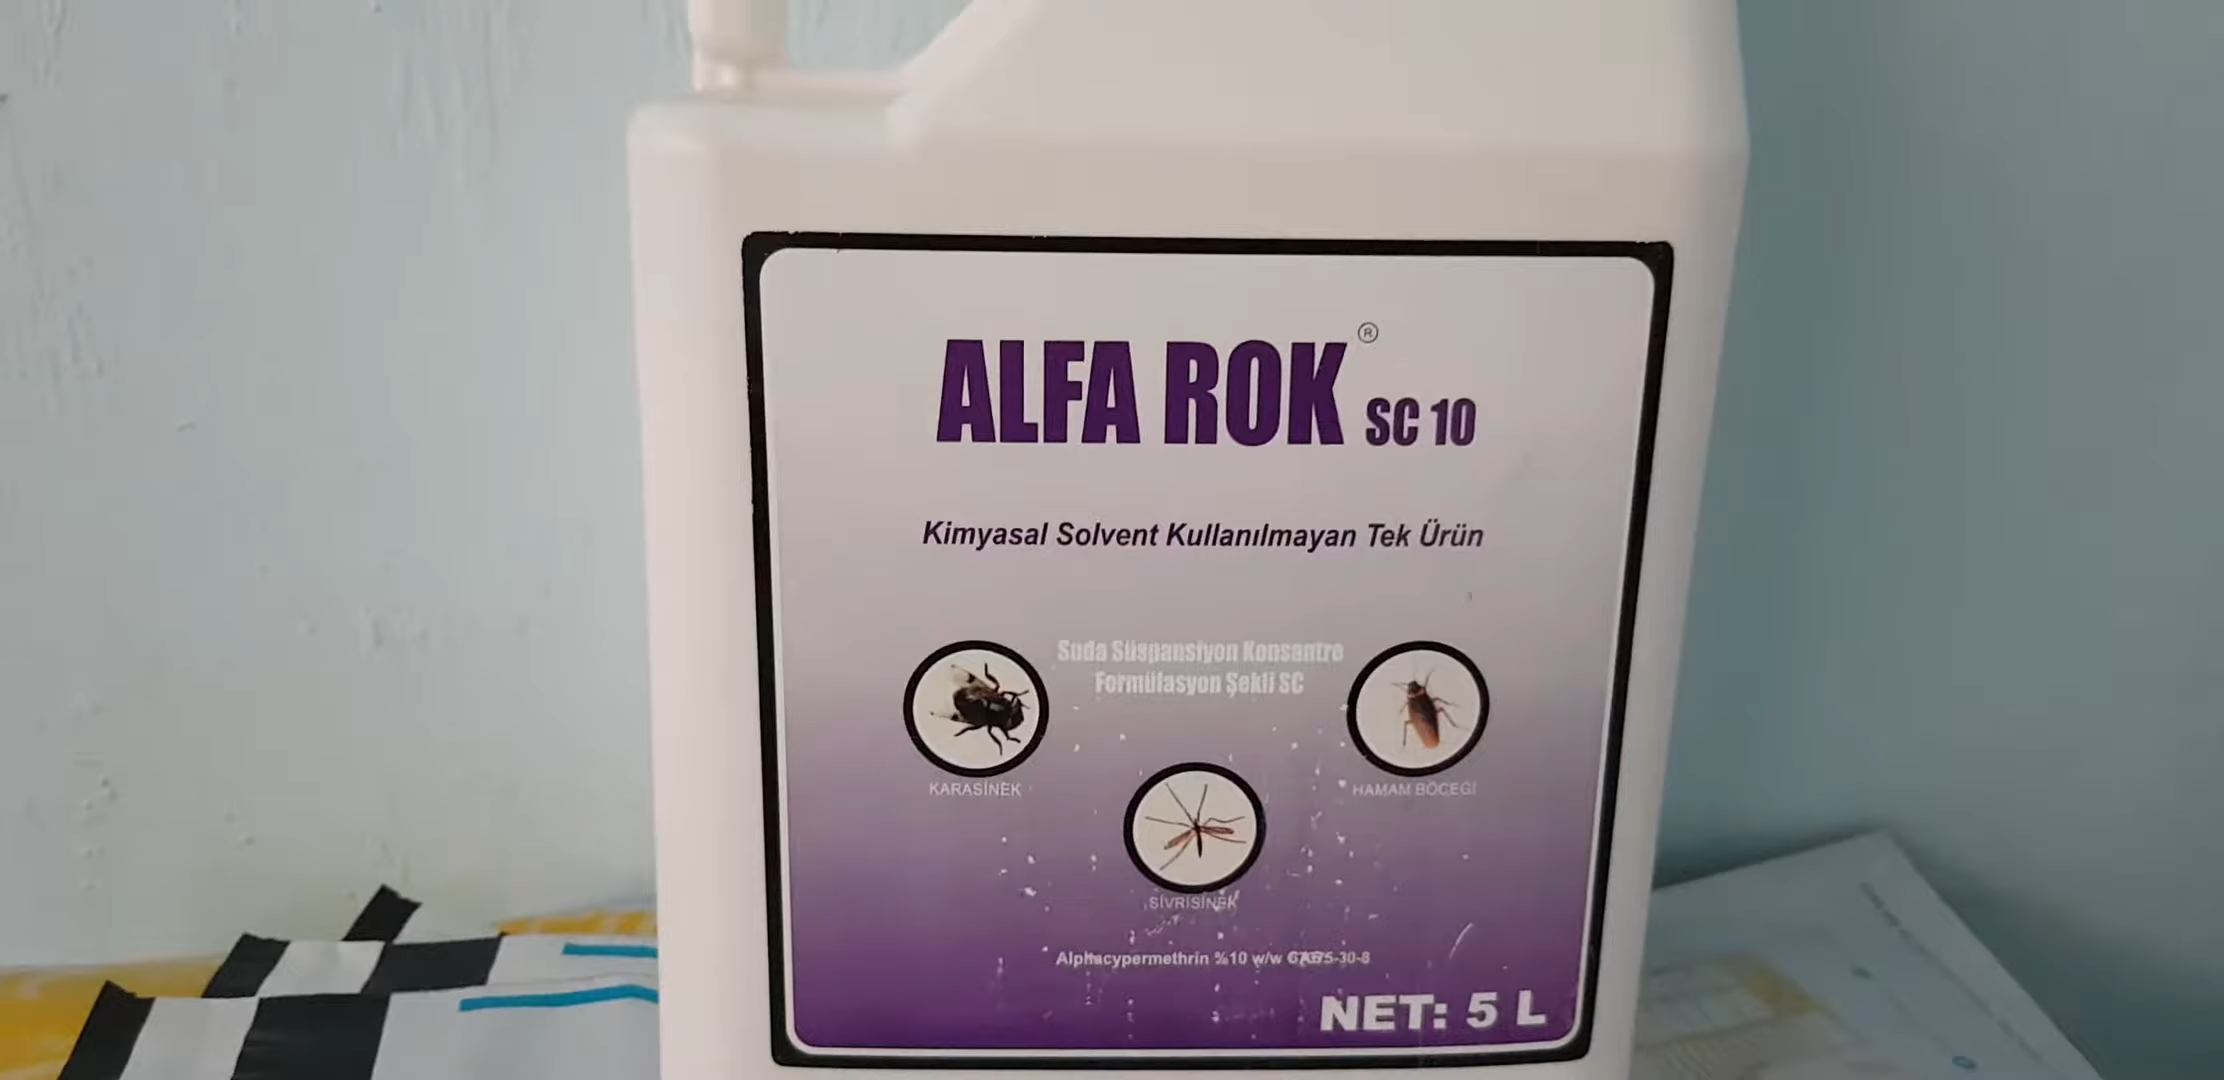 ALFA ROK ® SC 10
Kimyasal Solvent Kullanılmayan Tek Ürün
Suda Süspansiyon Konsantre
Formülasyon Şekli SC
KARASİNEK
HAMAM BÖCEĞİ
SİVRİSİNEK
Alphacypermethrin %10 w/w
NET: 5 L